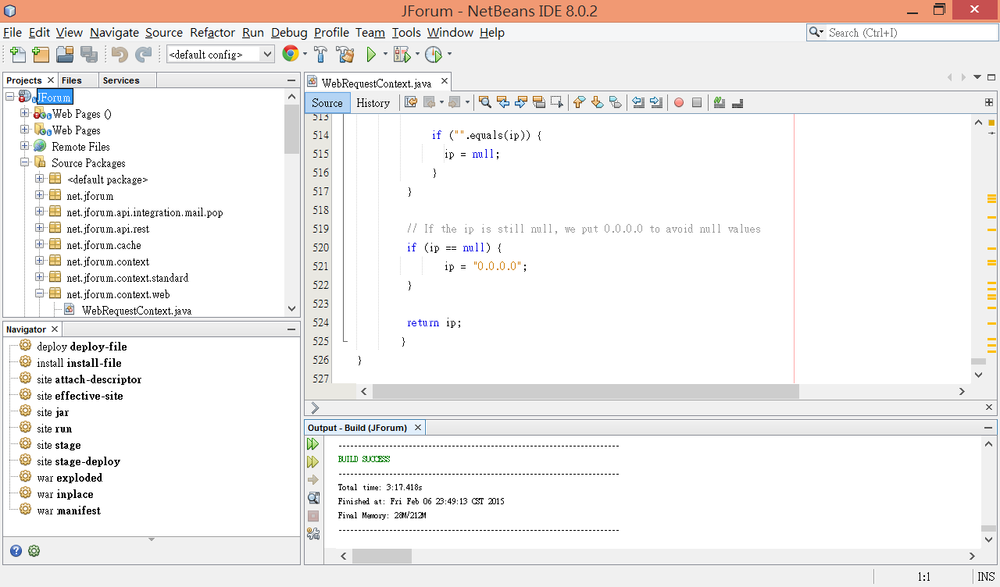 JForum - NetBeans IDE 8.0.2
File Edit View Navigate Source Refactor Run Debug Profile Team Tools Window Help
Search (Ctrl+I)
<default config>
Projects Files Services
JForum
Web Pages ()
Web Pages
Remote Files
Source Packages
<default package>
net.jforum
net.jforum.api.integration.mail.pop
net.jforum.api.rest
net.jforum.cache
net.jforum.context
net.jforum.context.standard
net.jforum.context.web
WebRequestContext.java
Navigator
deploy deploy-file
install install-file
site attach-descriptor
site effective-site
site jar
site run
site stage
site stage-deploy
war exploded
war inplace
war manifest
WebRequestContext.java
Source History
513
514 if ("".equals(ip)) {
515 ip = null;
516 }
517 }
518
519 // If the ip is still null, we put 0.0.0.0 to avoid null values
520 if (ip == null) {
521 ip = "0.0.0.0";
522 }
523
524 return ip;
525 }
526 }
527
Output - Build (JForum)
------------------------------------------------------------------------
BUILD SUCCESS
------------------------------------------------------------------------
Total time: 3:17.418s
Finished at: Fri Feb 06 23:49:13 CST 2015
Final Memory: 28M/212M
------------------------------------------------------------------------
1:1 INS